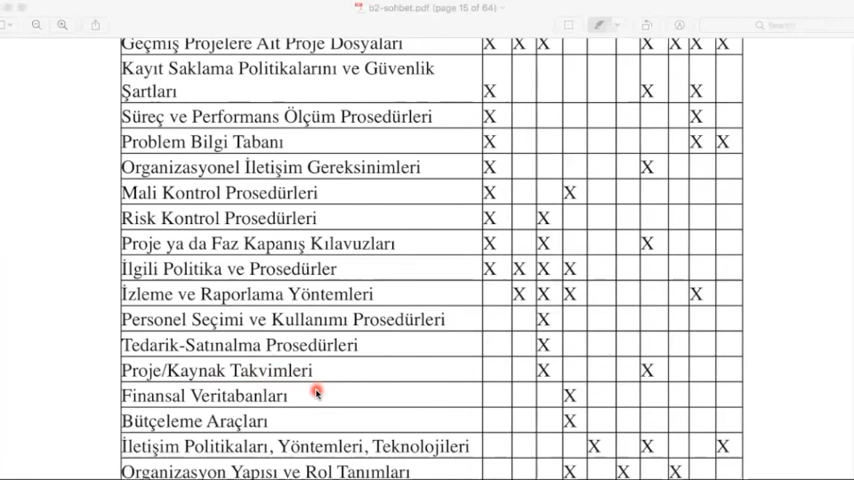 b2-sohbet.pdf (page 15 of 64)
Search
Geçmiş Projelere Ait Proje Dosyaları X X X X X X X
Kayıt Saklama Politikalarını ve Güvenlik
Şartları X X X
Süreç ve Performans Ölçüm Prosedürleri X X
Problem Bilgi Tabanı X X X
Organizasyonel İletişim Gereksinimleri X X
Mali Kontrol Prosedürleri X X
Risk Kontrol Prosedürleri X X
Proje ya da Faz Kapanış Kılavuzları X X X
İlgili Politika ve Prosedürler X X X X
İzleme ve Raporlama Yöntemleri X X X X
Personel Seçimi ve Kullanımı Prosedürleri X
Tedarik-Satınalma Prosedürleri X
Proje/Kaynak Takvimleri X X
Finansal Veritabanları X
Bütçeleme Araçları X
İletişim Politikaları, Yöntemleri, Teknolojileri X X X
Organizasyon Yapısı ve Rol Tanımları X X X